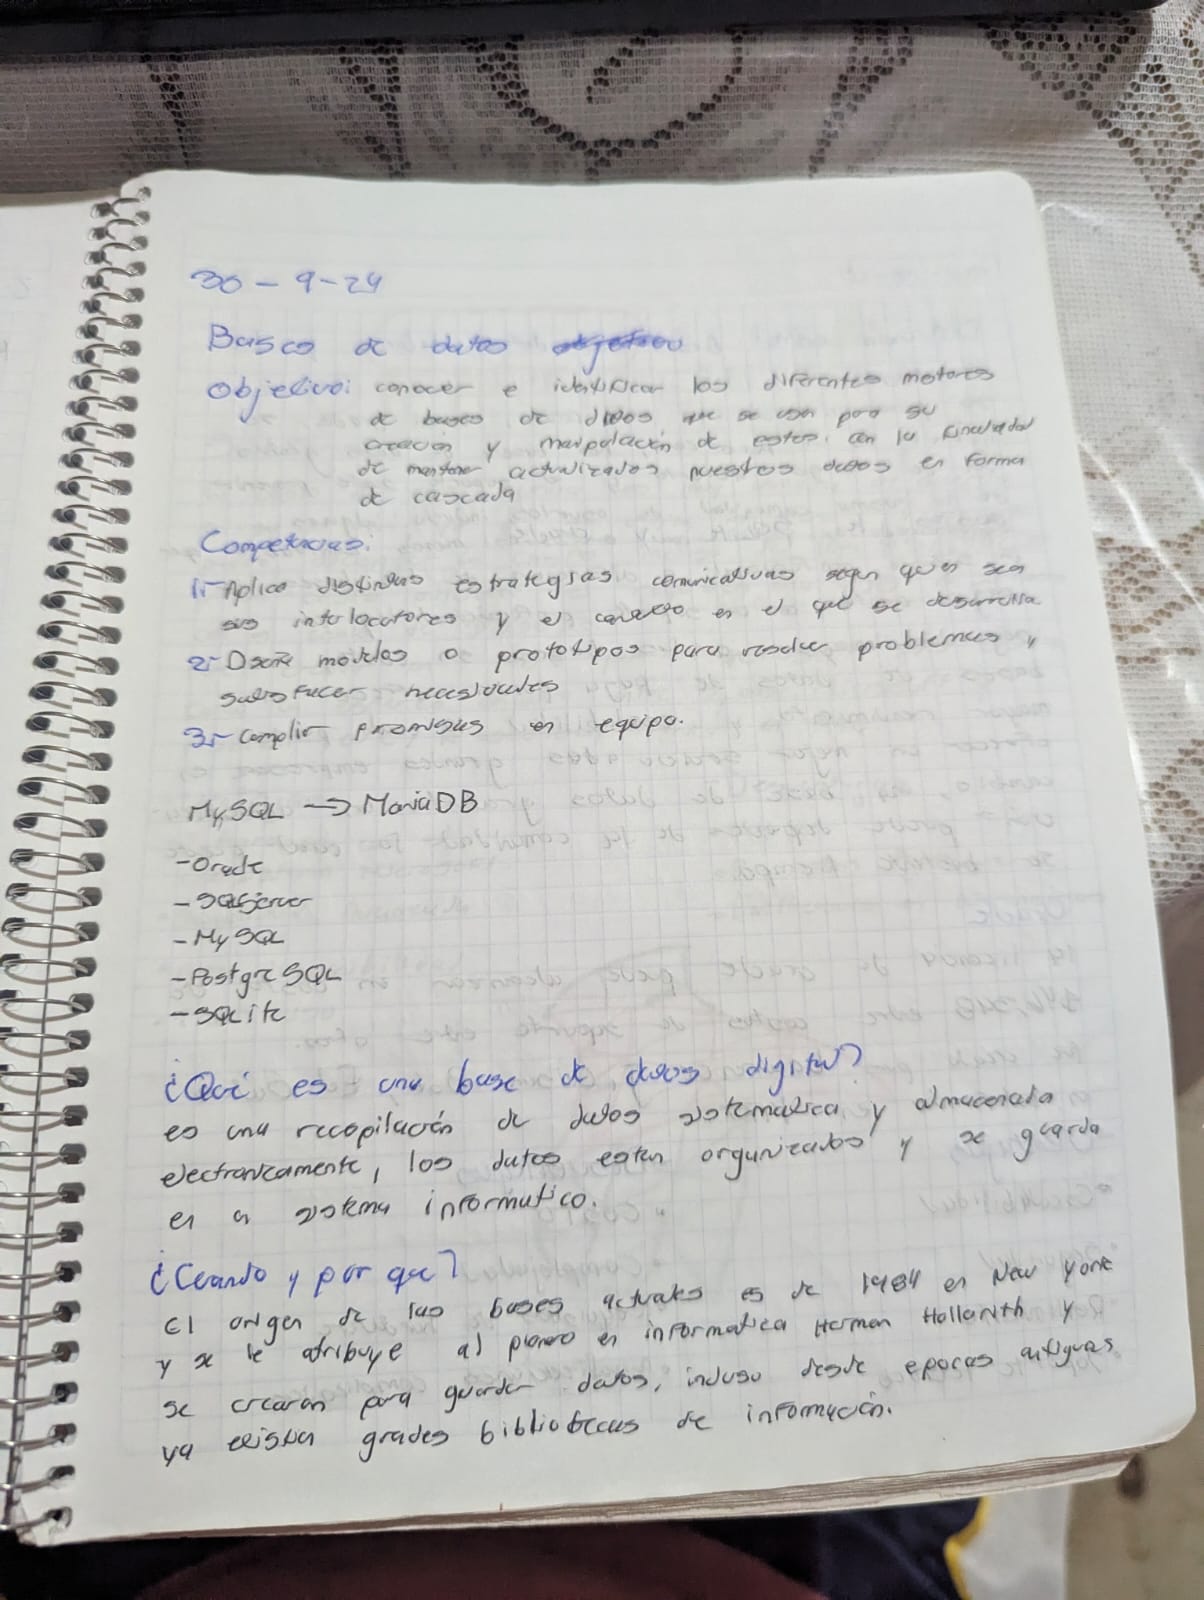 30 - 9 - 24
Basco de datos
Objetivo: conocer e identificar los diferentes motores
de bases de datos que se usan para su
creación y manipulación de estos, con la finalidad
de mantener actualizados nuestros datos en forma
de cascada
Competencias:
1.- Aplica distintas estrategias comunicativas segun quien sea
sus interlocutores y el contexto en el que se desarrolla
2.- Diseña modelos o prototipos para resolver problemas y
satisfacer necesidades
3.- Cumplir promesas en equipo.
MySQL → MariaDB
- Oracle
- SQLServer
- MySQL
- PostgreSQL
- SQLite
¿Qué es una base de datos digital?
es una recopilación de datos sistematica y almacenada
electronicamente, los datos estan organizados y se guarda
en un sistema informatico.
¿Cuando y por que?
El origen de las bases actuales es de 1984 en New York
y se le atribuye al pionero en informatica Herman Hollerith y
se crearon para guardar datos, incluso desde epocas antiguas
ya existian grades bibliotecas de información.